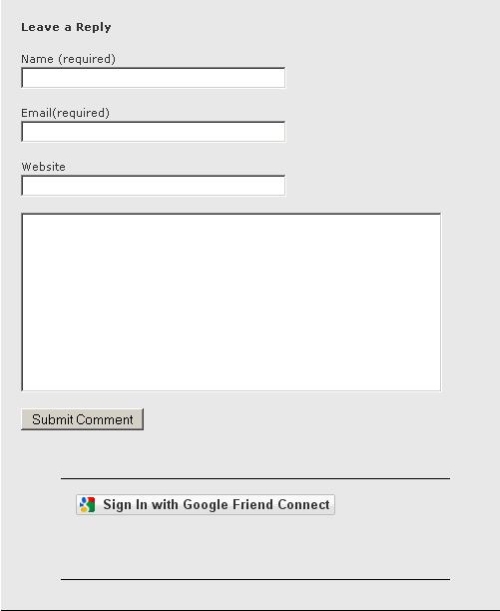 Leave a Reply
Name (required)
Email(required)
Website
Submit Comment
Sign In with Google Friend Connect